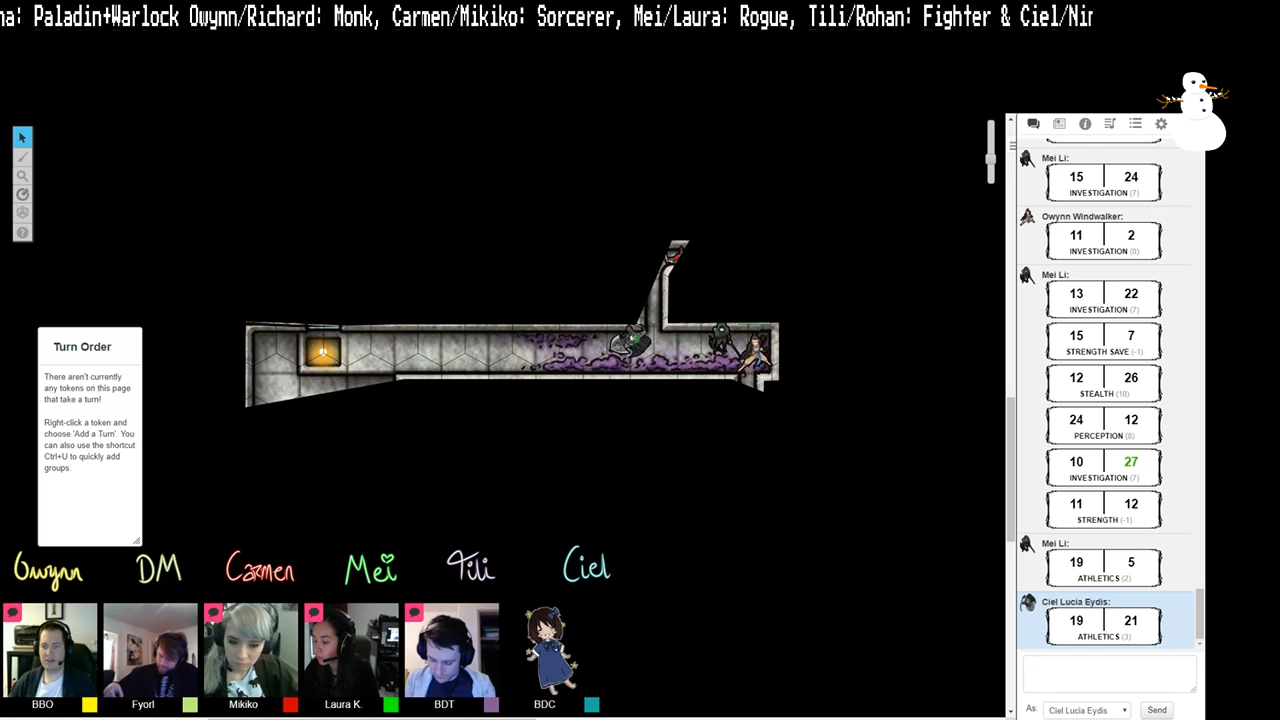 na: Paladin+Warlock Owynn/Richard: Monk, Carmen/Mikiko: Sorcerer, Mei/Laura: Rogue, Tili/Rohan: Fighter & Ciel/Nir
Mei Li:
15 24
INVESTIGATION (7)
Owynn Windwalker:
11 2
INVESTIGATION (0)
Mei Li:
13 22
INVESTIGATION (7)
15 7
STRENGTH SAVE (-1)
12 26
STEALTH (10)
24 12
PERCEPTION (8)
10 27
INVESTIGATION (7)
11 12
STRENGTH (-1)
Mei Li:
19 5
ATHLETICS (2)
Ciel Lucia Eydis:
19 21
ATHLETICS (3)
As: Ciel Lucia Eydis Send
Turn Order
There aren't currently
any tokens on this page
that take a turn!
Right-click a token and
choose 'Add a Turn'. You
can also use the shortcut
Ctrl+U to quickly add
groups.
Owynn DM Carmen Mei Tili Ciel
BBO Fyorl Mikiko Laura K. BDT BDC